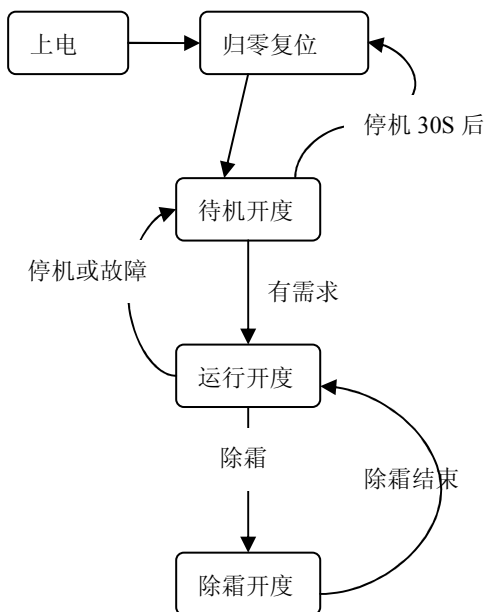 上电
归零复位
停机 30S 后
待机开度
停机或故障
有需求
运行开度
除霜
除霜结束
除霜开度